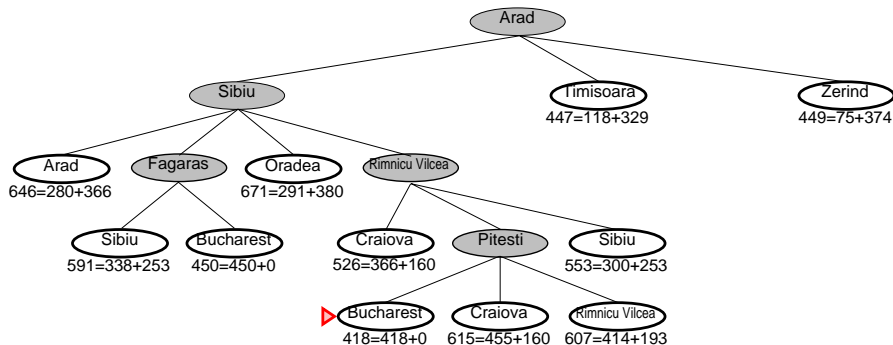 Arad
Sibiu Timisoara Zerind
447=118+329 449=75+374
Arad Fagaras Oradea Rimnicu Vilcea
646=280+366 671=291+380
Sibiu Bucharest Craiova Pitesti Sibiu
591=338+253 450=450+0 526=366+160 553=300+253
Bucharest Craiova Rimnicu Vilcea
418=418+0 615=455+160 607=414+193